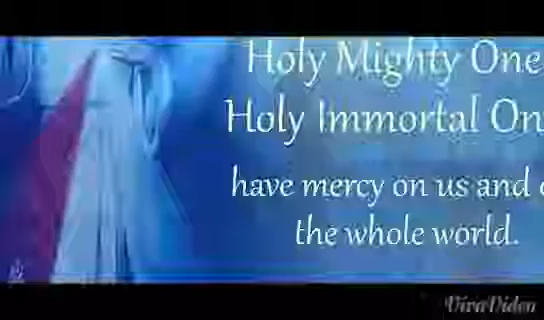 Holy Mighty One
Holy Immortal On
have mercy on us and o
the whole world.
VivaVideo